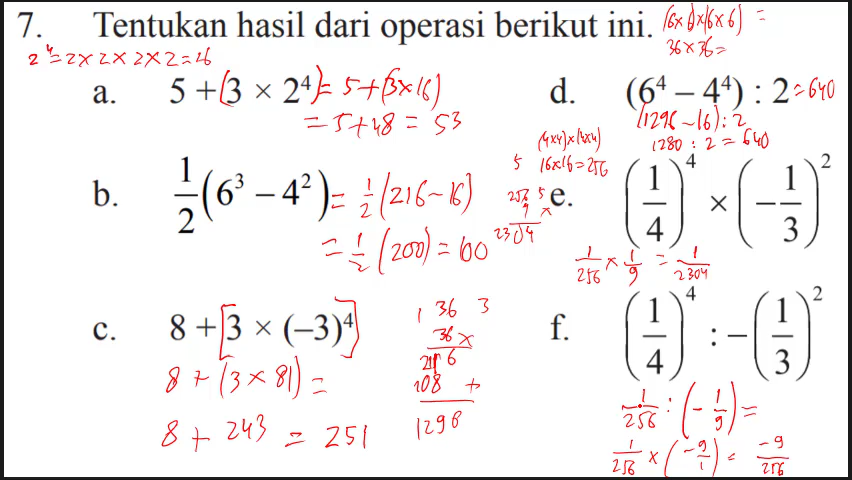 7. Tentukan hasil dari operasi berikut ini. (6×6)×(6×6) =
36×36=
2⁴=2×2×2×2=16
a. 5 + (3 × 2⁴) = 5+(3×16)
= 5+48 = 53
d. (6⁴ – 4⁴) : 2 = 640
(1296 – 16) : 2
1280 : 2 = 640
(4×4)×(4×4)
5 16×16=256
b. 1/2 (6³ – 4²) = 1/2 (216 – 16)
= 1/2 (200) = 100
256 5
9 ×
2304
e. (1/4)⁴ × (–1/3)²
1/256 × 1/9 = 1/2304
c. 8 + [3 × (–3)⁴]
8 + (3 × 81) =
8 + 243 = 251
1 36 3
36 ×
216
108 +
1296
f. (1/4)⁴ : –(1/3)²
1/256 : (–1/9) =
1/256 × (–9/1) = –9/256